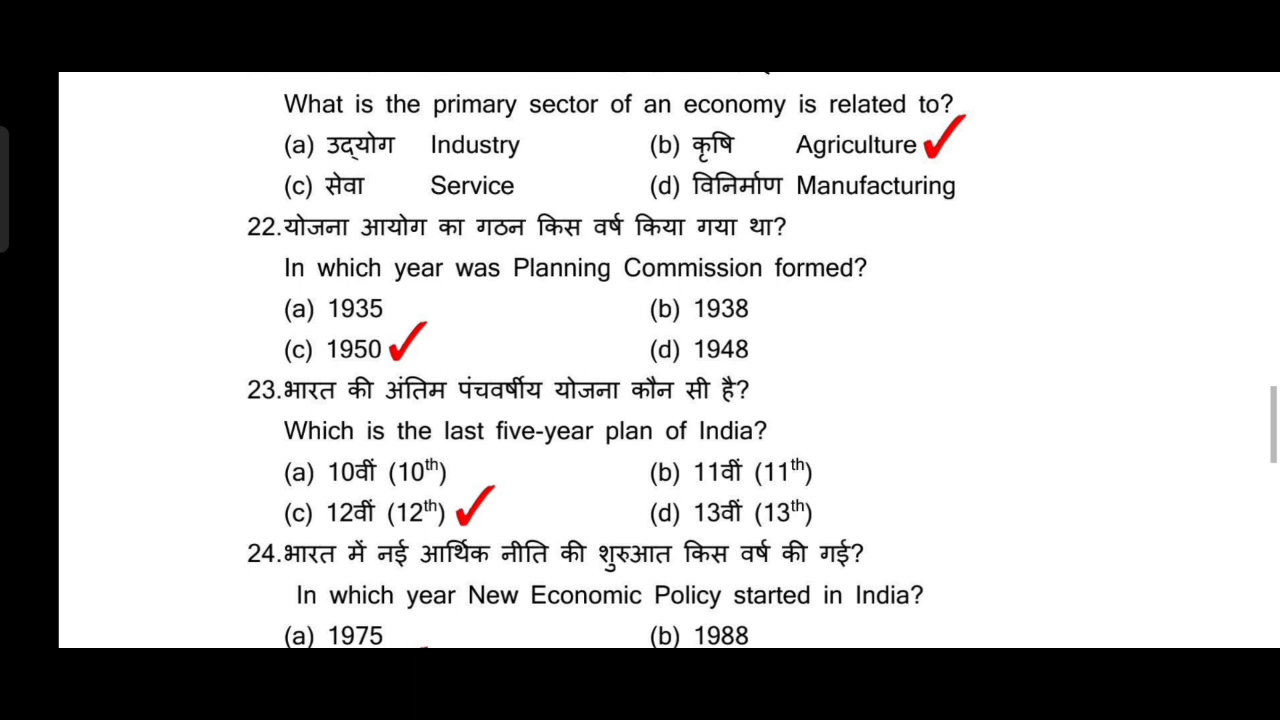 What is the primary sector of an economy is related to?
(a) उद्योग Industry (b) कृषि Agriculture
(c) सेवा Service (d) विनिर्माण Manufacturing
22.योजना आयोग का गठन किस वर्ष किया गया था?
In which year was Planning Commission formed?
(a) 1935 (b) 1938
(c) 1950 (d) 1948
23.भारत की अंतिम पंचवर्षीय योजना कौन सी है?
Which is the last five-year plan of India?
(a) 10वीं (10th) (b) 11वीं (11th)
(c) 12वीं (12th) (d) 13वीं (13th)
24.भारत में नई आर्थिक नीति की शुरुआत किस वर्ष की गई?
In which year New Economic Policy started in India?
(a) 1975 (b) 1988